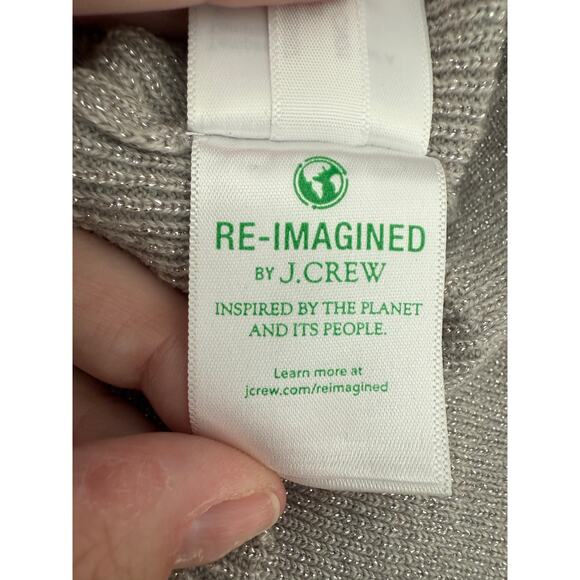 RE-IMAGINED
BY J.CREW
INSPIRED BY THE PLANET
AND ITS PEOPLE.
Learn more at
jcrew.com/reimagined